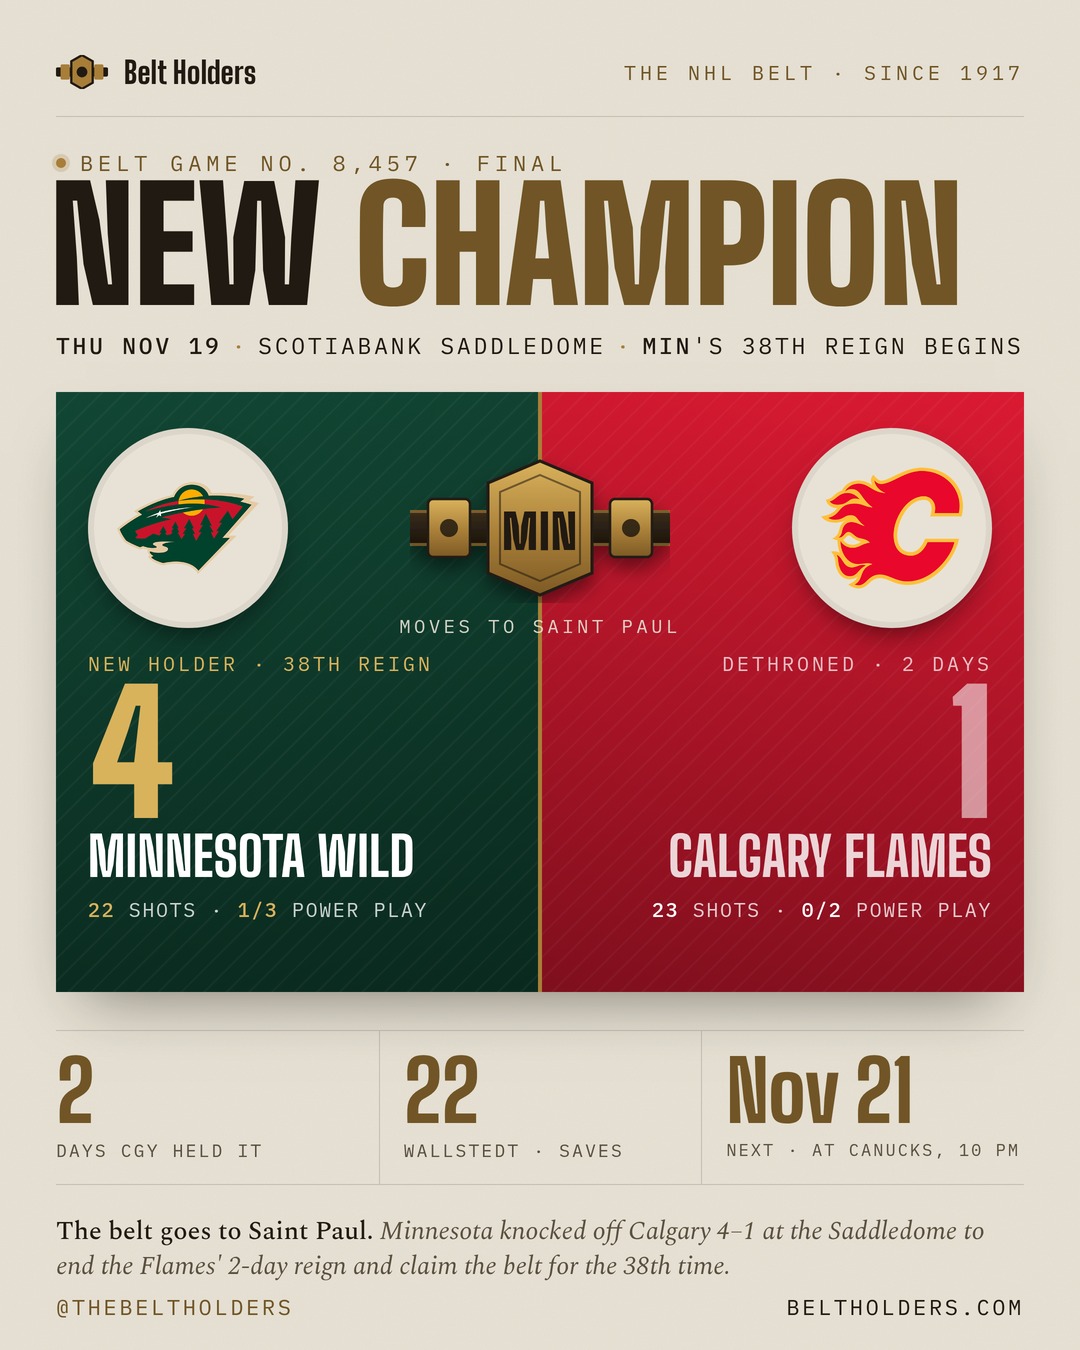 Belt Holders
THE NHL BELT · SINCE 1917
BELT GAME NO. 8,457 · FINAL
NEW CHAMPION
THU NOV 19 · SCOTIABANK SADDLEDOME · MIN'S 38TH REIGN BEGINS
MIN
MOVES TO SAINT PAUL
NEW HOLDER · 38TH REIGN
4
MINNESOTA WILD
22 SHOTS · 1/3 POWER PLAY
DETHRONED · 2 DAYS
1
CALGARY FLAMES
23 SHOTS · 0/2 POWER PLAY
2
DAYS CGY HELD IT
22
WALLSTEDT · SAVES
Nov 21
NEXT · AT CANUCKS, 10 PM
The belt goes to Saint Paul. Minnesota knocked off Calgary 4–1 at the Saddledome to
end the Flames' 2-day reign and claim the belt for the 38th time.
@THEBELTHOLDERS
BELTHOLDERS.COM